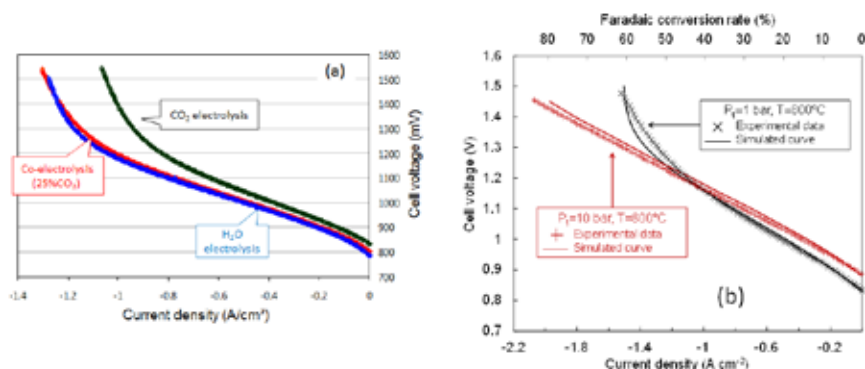 (a)
1500
1500
1400
1300
1200
1100
1000
900
800
700
Cell voltage (mV)
CO₂ electrolysis
Co-electrolysis
(25%CO₂)
H₂O
electrolysis
-1.4 -1.2 -1 -0.8 -0.6 -0.4 -0.2 0
Current density (A/cm²)
Faradaic conversion rate (%)
80 70 60 50 40 30 20 10 0
1.6
1.5
1.4
1.3
1.2
1.1
1
0.9
0.8
0.7
Cell voltage (V)
Pₜ=1 bar, T=800°C
Experimental data
Simulated curve
Pₜ=10 bar, T=800°C
Experimental data
Simulated curve
(b)
-2.2 -1.8 -1.4 -1 -0.6 -0.2
Current density (A cm⁻²)